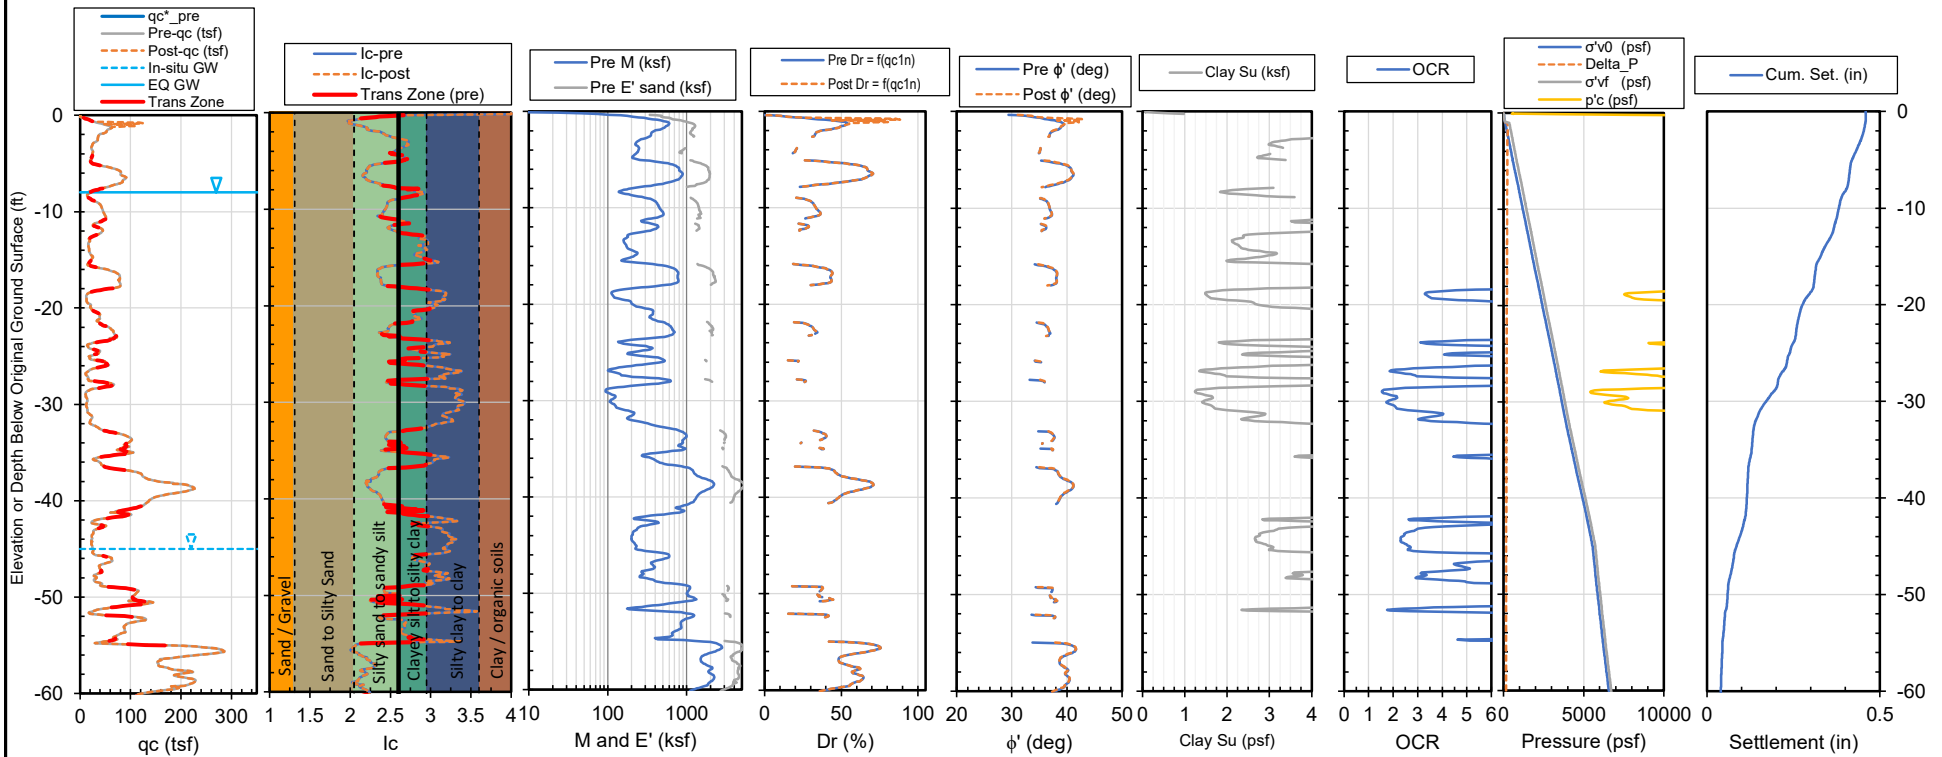 qc*_pre
Pre-qc (tsf)
Post-qc (tsf)
In-situ GW
EQ GW
Trans Zone
Ic-pre
Ic-post
Trans Zone (pre)
Pre M (ksf)
Pre E' sand (ksf)
Pre Dr = f(qc1n)
Post Dr = f(qc1n)
Pre ϕ' (deg)
Post ϕ' (deg)
Clay Su (ksf)
OCR
σ'v0 (psf)
Delta_P
σ'vf (psf)
p'c (psf)
Cum. Set. (in)
Elevation or Depth Below Original Ground Surface (ft)
0
-10
-20
-30
-40
-50
-60
0 100 200 300
qc (tsf)
Sand / Gravel
Sand to Silty Sand
Silty sand to sandy silt
Clayey silt to silty clay
Silty clay to clay
Clay / organic soils
1 1.5 2 2.5 3 3.5 4
Ic
10 100 1000
M and E' (ksf)
0 50 100
Dr (%)
20 30 40 50
ϕ' (deg)
0 1 2 3 4
Clay Su (psf)
0 1 2 3 4 5 6
OCR
0 5000 10000
Pressure (psf)
0 0.5
Settlement (in)
0
-10
-20
-30
-40
-50
-60